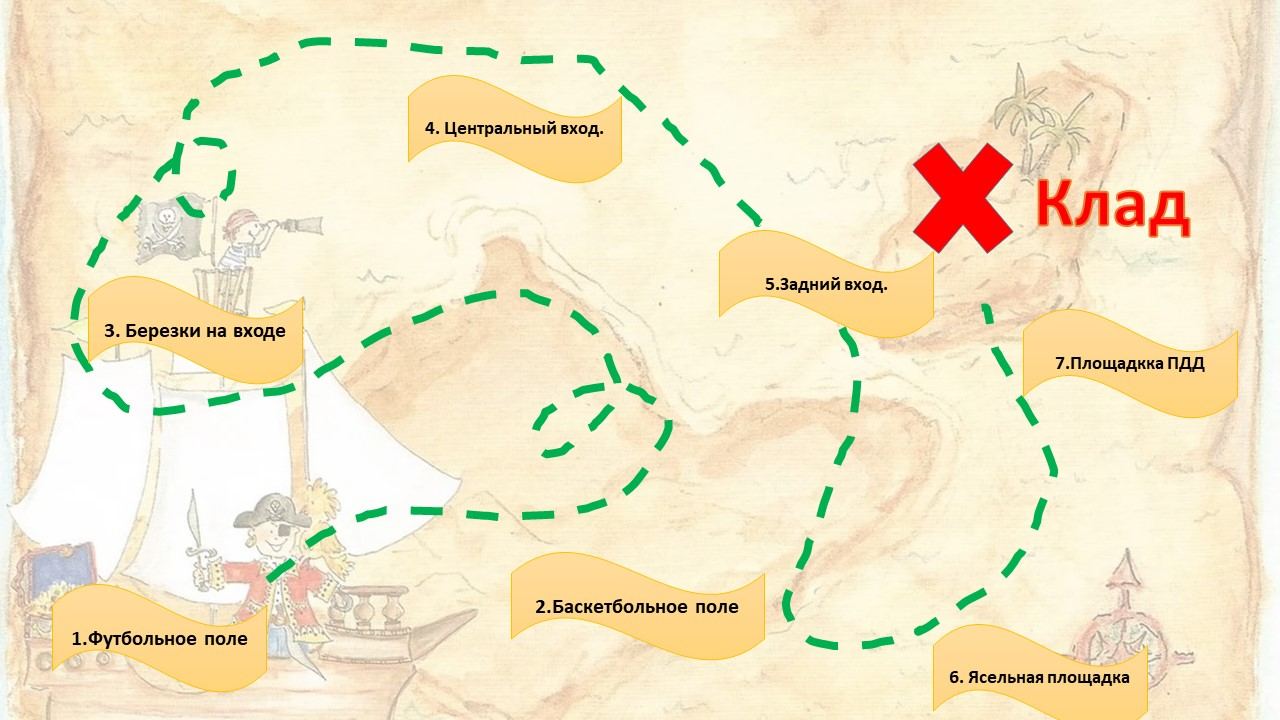 4. Центральный вход.
Клад
5.Задний вход.
3. Березки на входе
7.Площадкка ПДД
2.Баскетбольное поле
1.Футбольное поле
6. Ясельная площадка